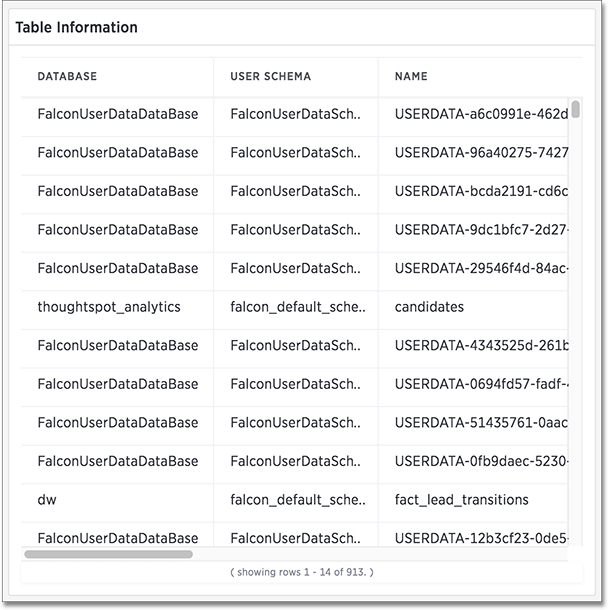 Table Information
DATABASE USER SCHEMA NAME
FalconUserDataDataBase FalconUserDataSch.. USERDATA-a6c0991e-462d
FalconUserDataDataBase FalconUserDataSch.. USERDATA-96a40275-7427
FalconUserDataDataBase FalconUserDataSch.. USERDATA-bcda2191-cd6c
FalconUserDataDataBase FalconUserDataSch.. USERDATA-9dc1bfc7-2d27-
FalconUserDataDataBase FalconUserDataSch.. USERDATA-29546f4d-84ac-
thoughtspot_analytics falcon_default_sche.. candidates
FalconUserDataDataBase FalconUserDataSch.. USERDATA-4343525d-261b
FalconUserDataDataBase FalconUserDataSch.. USERDATA-0694fd57-fadf-4
FalconUserDataDataBase FalconUserDataSch.. USERDATA-51435761-0aac
FalconUserDataDataBase FalconUserDataSch.. USERDATA-0fb9daec-5230-
dw falcon_default_sche.. fact_lead_transitions
FalconUserDataDataBase FalconUserDataSch.. USERDATA-12b3cf23-0de5-
( showing rows 1 - 14 of 913. )